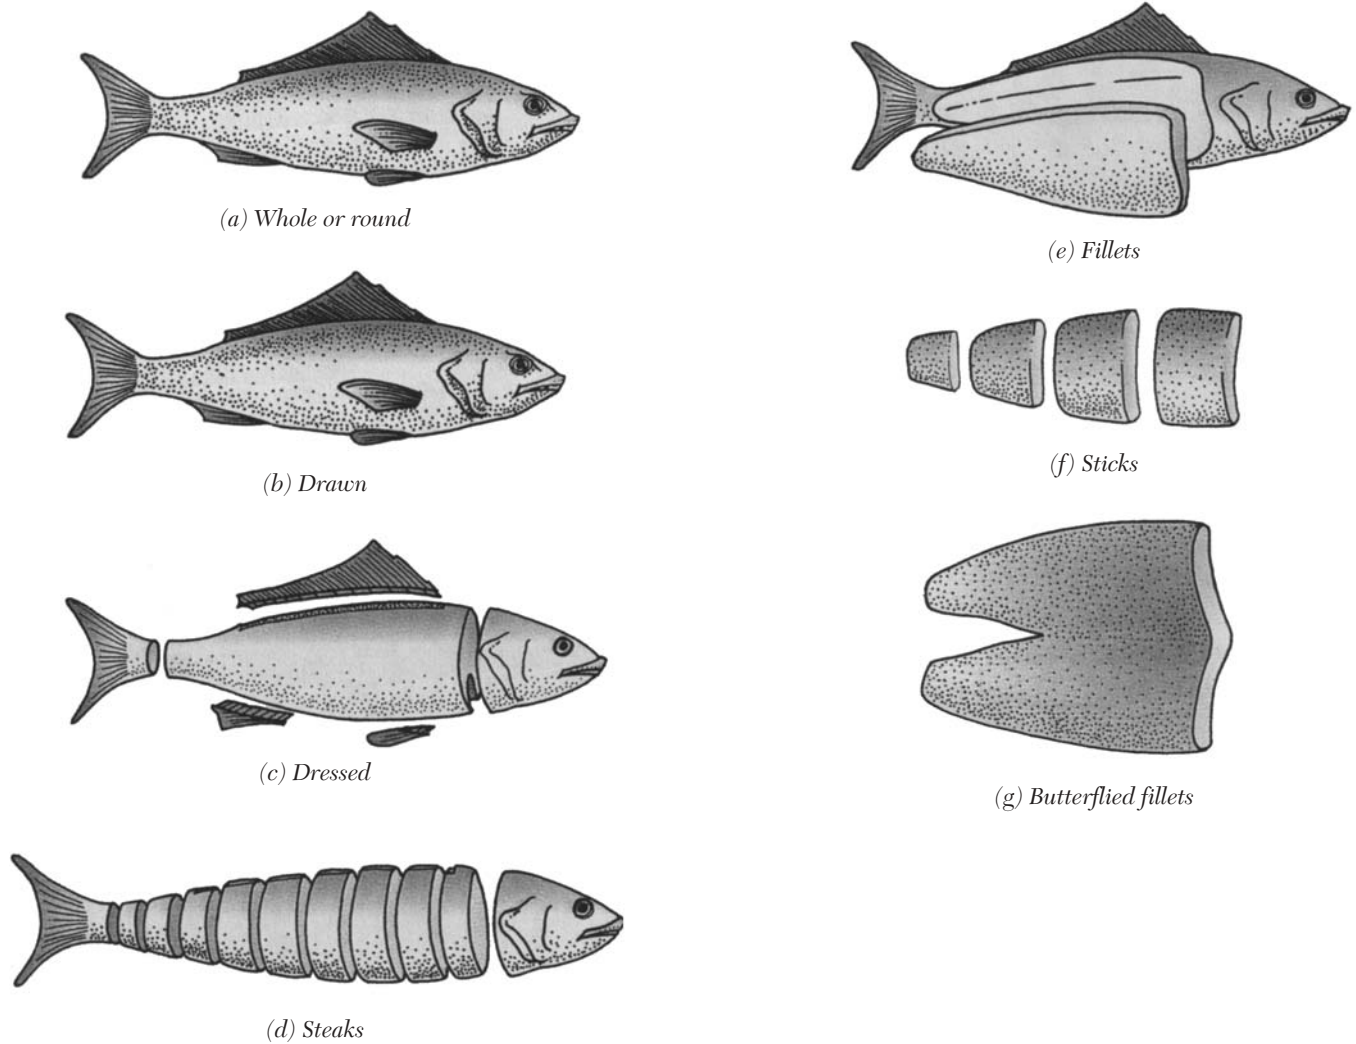 (a) Whole or round
(b) Drawn
(c) Dressed
(d) Steaks
(e) Fillets
(f) Sticks
(g) Butterflied fillets